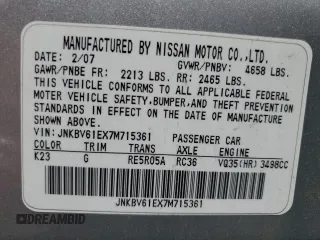 MANUFACTURED BY NISSAN MOTOR CO.,LTD.
DATE: 2/07 GVWR/PNBV: 4658 LBS.
GAWR/PNBE FR: 2213 LBS. RR: 2465 LBS.
THIS VEHICLE CONFORMS TO ALL APPLICABLE FEDERAL
MOTOR VEHICLE SAFETY,BUMPER,AND THEFT PREVENTION
STANDARDS IN EFFECT ON THE DATE OF MANUFACTURE
SHOWN ABOVE.
VIN: JNKBV61EX7M715361 PASSENGER CAR
COLOR TRIM TRANS AXLE ENGINE
K23 G RE5R05A RC36 VQ35(HR) 3498CC
JNKBV61EX7M715361
DREAMBID